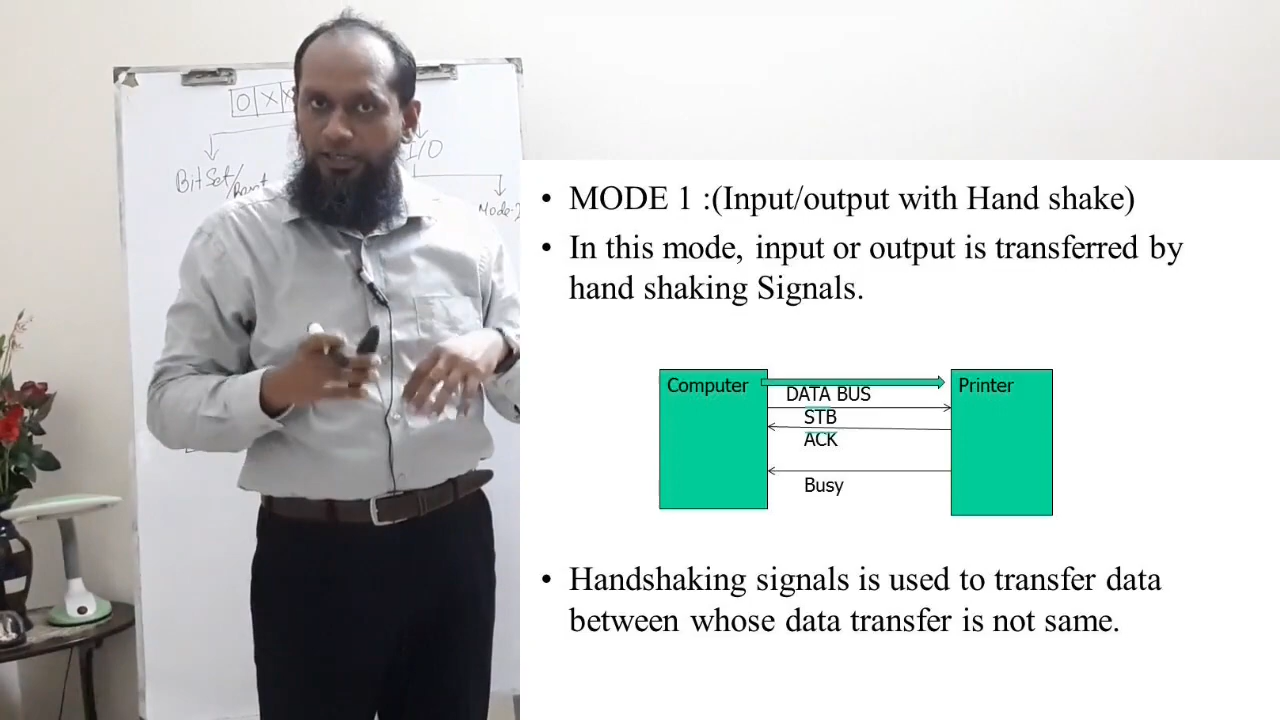 O X X
I/O
Bit Set/
Mode-2
• MODE 1 :(Input/output with Hand shake)
• In this mode, input or output is transferred by
hand shaking Signals.
Computer
Printer
DATA BUS
STB
ACK
Busy
• Handshaking signals is used to transfer data
between whose data transfer is not same.